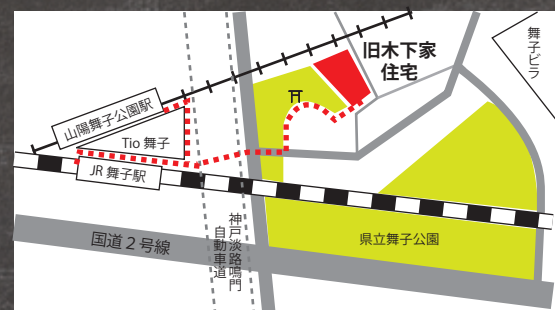 旧木下家
住宅
舞子ビラ
山陽舞子公園駅
Tio 舞子
JR 舞子駅
神戸淡路鳴門
自動車道
国道2号線
県立舞子公園